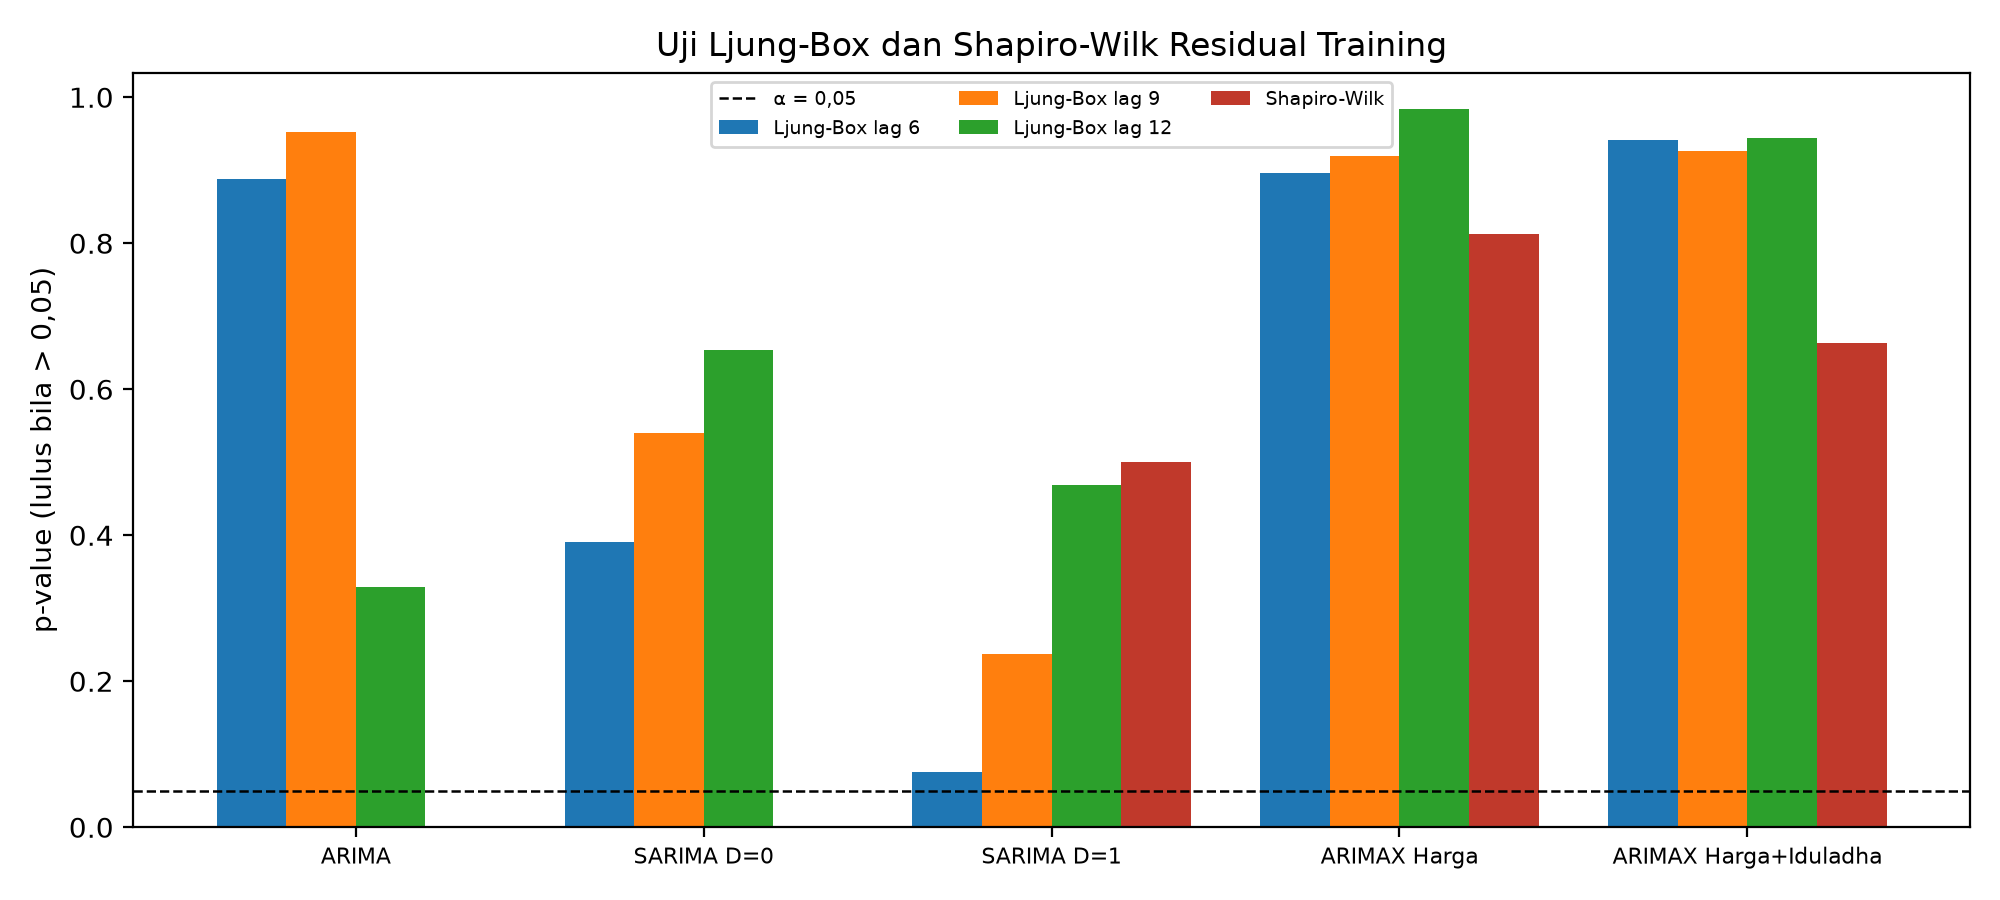 Uji Ljung-Box dan Shapiro-Wilk Residual Training
α = 0,05
Ljung-Box lag 6
Ljung-Box lag 9
Ljung-Box lag 12
Shapiro-Wilk
p-value (lulus bila > 0,05)
1.0
0.8
0.6
0.4
0.2
0.0
ARIMA
SARIMA D=0
SARIMA D=1
ARIMAX Harga
ARIMAX Harga+Iduladha